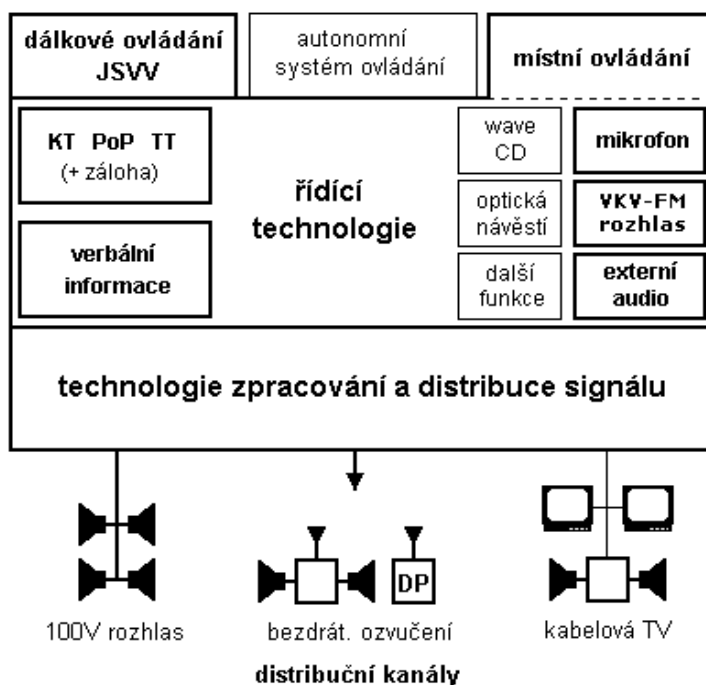 dálkové ovládání
JSVV
autonomní
systém ovládání
místní ovládání
KT PoP TT
(+ záloha)
verbální
informace
řídící
technologie
wave
CD
mikrofon
optická
návěstí
VKV-FM
rozhlas
další
funkce
externí
audio
technologie zpracování a distribuce signálu
DP
100V rozhlas
bezdrát. ozvučení
kabelová TV
distribuční kanály